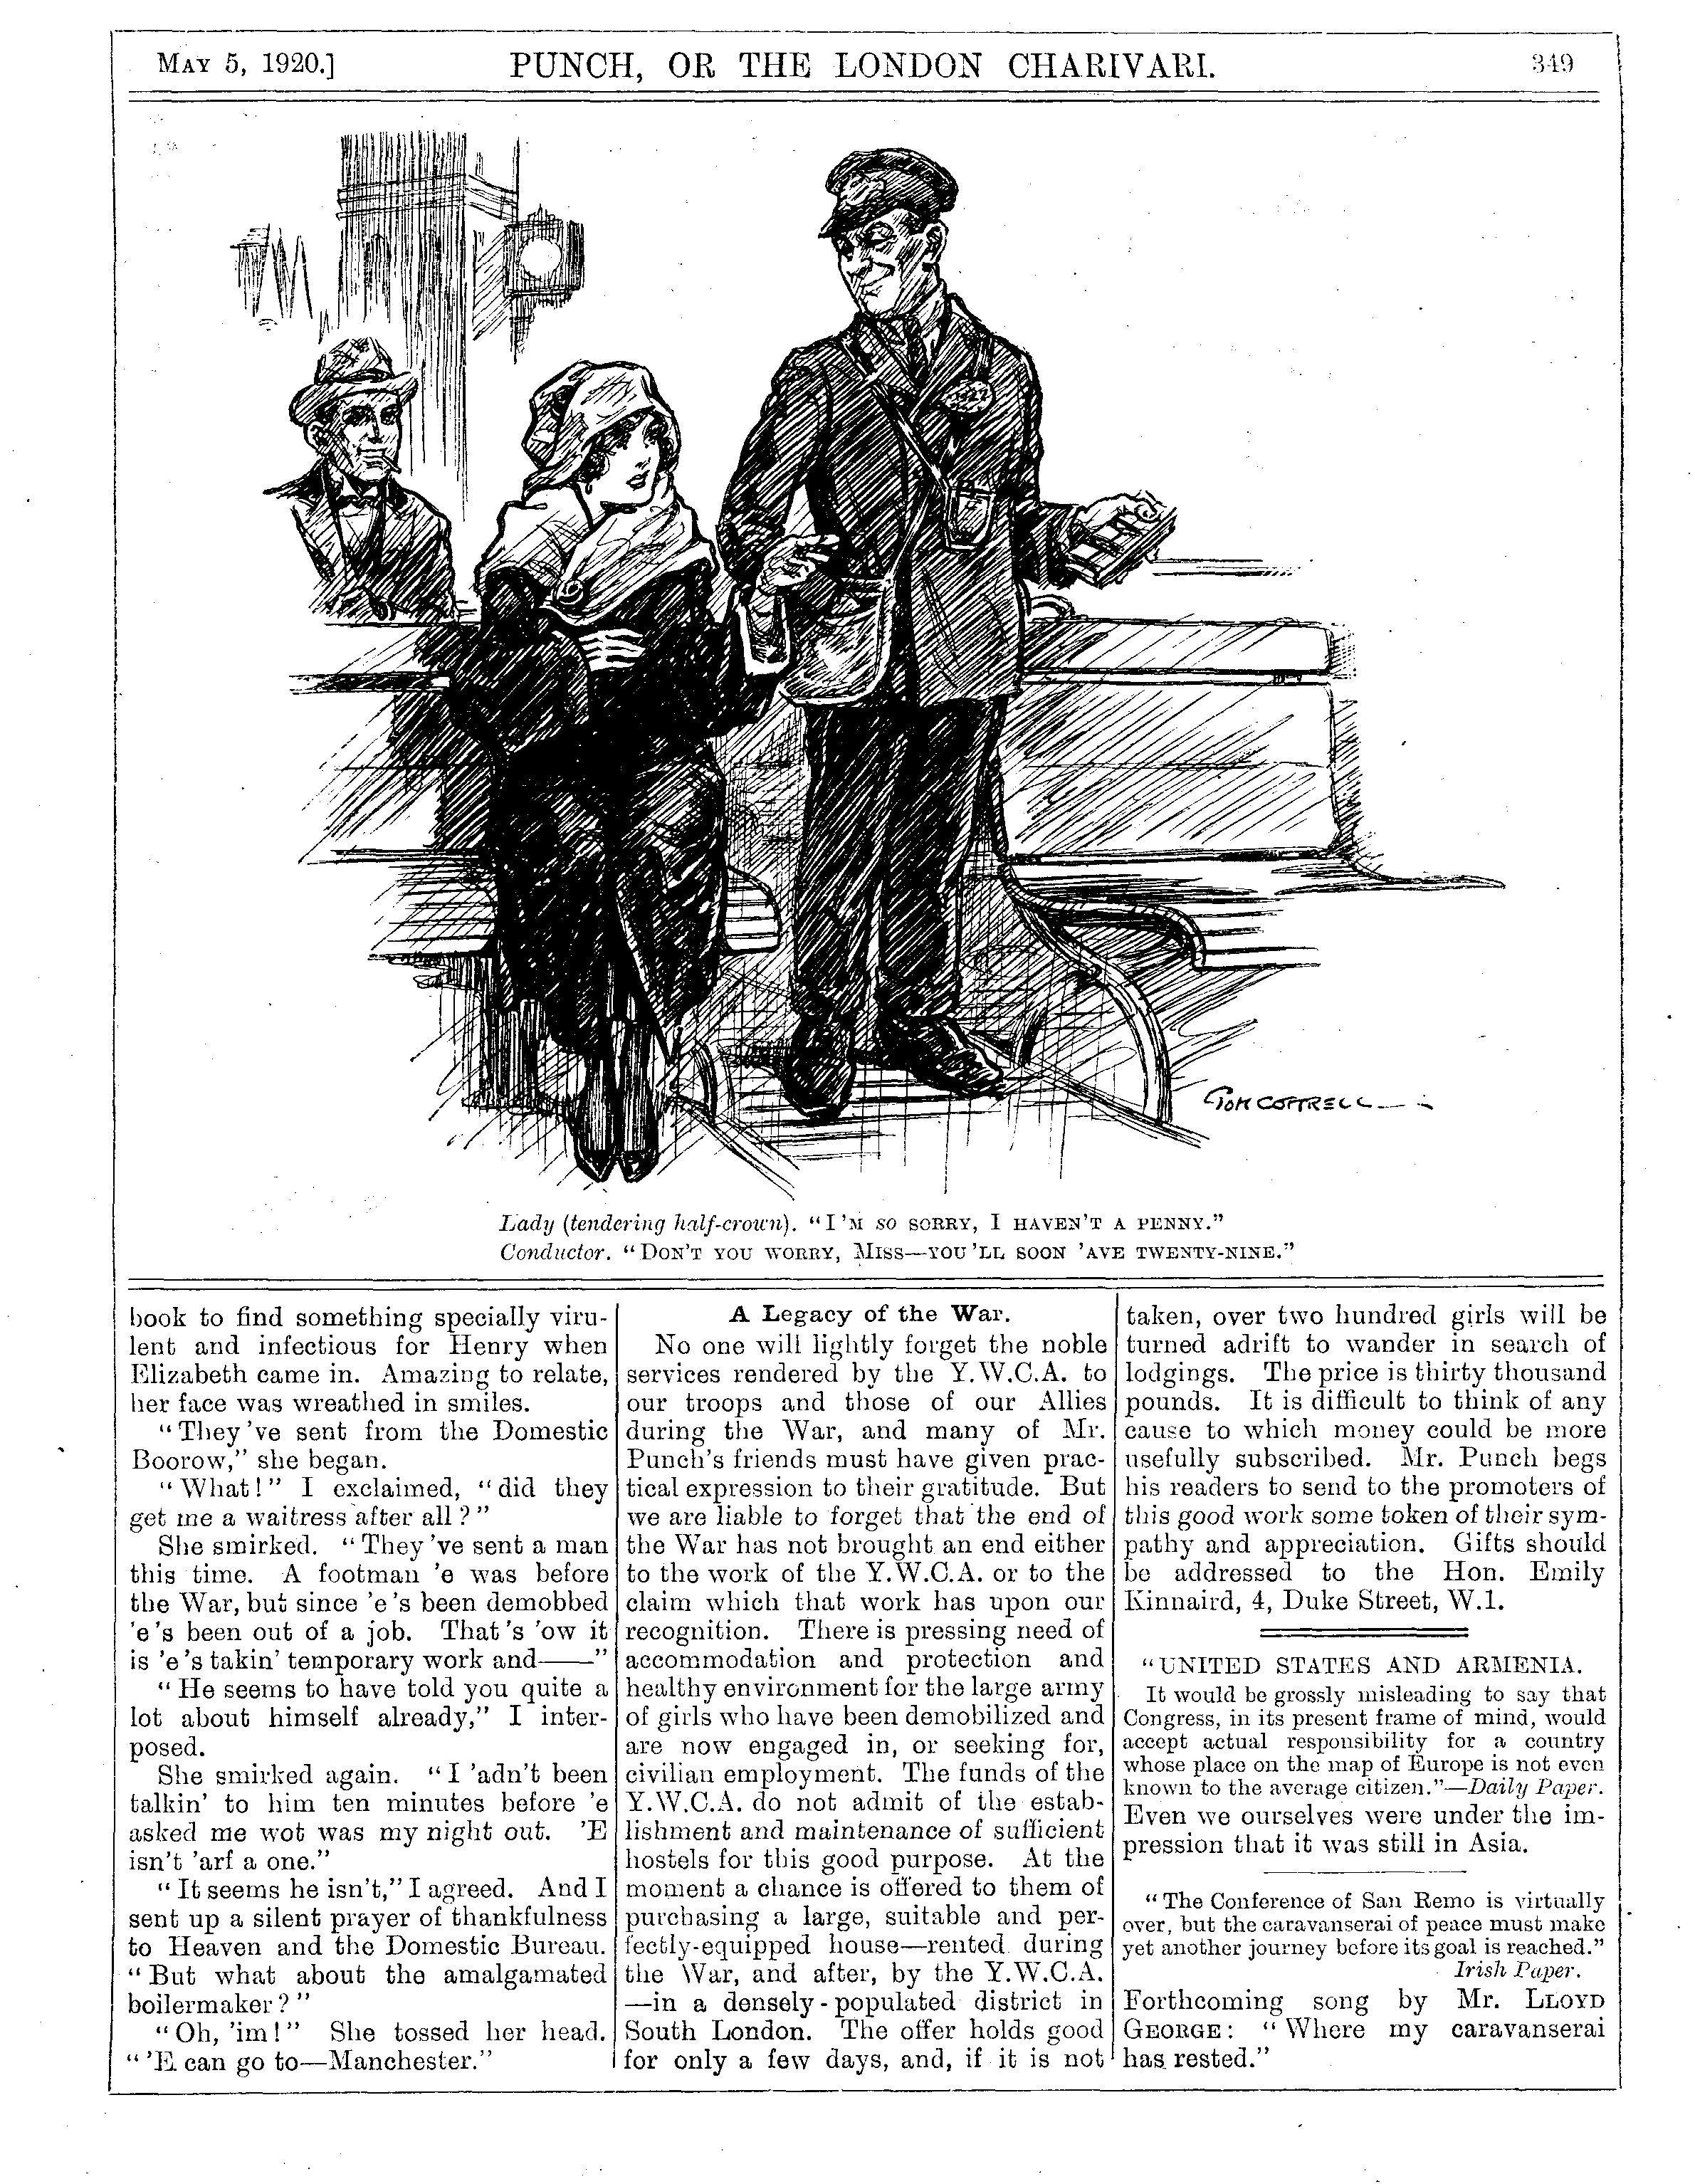 MAY 5, 1920.] PUNCH, OR THE LONDON CHARIVARI. 349
TOM COTTRELL
Lady (tendering half-crown). "I'M SO SORRY, I HAVEN'T A PENNY."
Conductor. "DON'T YOU WORRY, MISS—YOU'LL SOON 'AVE TWENTY-NINE."
book to find something specially viru-
lent and infectious for Henry when
Elizabeth came in. Amazing to relate,
her face was wreathed in smiles.
"They've sent from the Domestic
Boorow," she began.
"What!" I exclaimed, "did they
get me a waitress after all?"
She smirked. "They've sent a man
this time. A footman 'e was before
the War, but since 'e's been demobbed
'e's been out of a job. That's 'ow it
is 'e's takin' temporary work and——"
"He seems to have told you quite a
lot about himself already," I inter-
posed.
She smirked again. "I 'adn't been
talkin' to him ten minutes before 'e
asked me wot was my night out. 'E
isn't 'arf a one."
"It seems he isn't," I agreed. And I
sent up a silent prayer of thankfulness
to Heaven and the Domestic Bureau.
"But what about the amalgamated
boilermaker?"
"Oh, 'im!" She tossed her head.
"'E can go to—Manchester."
A Legacy of the War.
No one will lightly forget the noble
services rendered by the Y.W.C.A. to
our troops and those of our Allies
during the War, and many of Mr.
Punch's friends must have given prac-
tical expression to their gratitude. But
we are liable to forget that the end of
the War has not brought an end either
to the work of the Y.W.C.A. or to the
claim which that work has upon our
recognition. There is pressing need of
accommodation and protection and
healthy environment for the large army
of girls who have been demobilized and
are now engaged in, or seeking for,
civilian employment. The funds of the
Y.W.C.A. do not admit of the estab-
lishment and maintenance of sufficient
hostels for this good purpose. At the
moment a chance is offered to them of
purchasing a large, suitable and per-
fectly-equipped house—rented during
the War, and after, by the Y.W.C.A.
—in a densely-populated district in
South London. The offer holds good
for only a few days, and, if it is not
taken, over two hundred girls will be
turned adrift to wander in search of
lodgings. The price is thirty thousand
pounds. It is difficult to think of any
cause to which money could be more
usefully subscribed. Mr. Punch begs
his readers to send to the promoters of
this good work some token of their sym-
pathy and appreciation. Gifts should
be addressed to the Hon. Emily
Kinnaird, 4, Duke Street, W.1.
"UNITED STATES AND ARMENIA.
It would be grossly misleading to say that
Congress, in its present frame of mind, would
accept actual responsibility for a country
whose place on the map of Europe is not even
known to the average citizen."—Daily Paper.
Even we ourselves were under the im-
pression that it was still in Asia.
"The Conference of San Remo is virtually
over, but the caravanserai of peace must make
yet another journey before its goal is reached."
Irish Paper.
Forthcoming song by Mr. LLOYD
GEORGE: "Where my caravanserai
has rested."